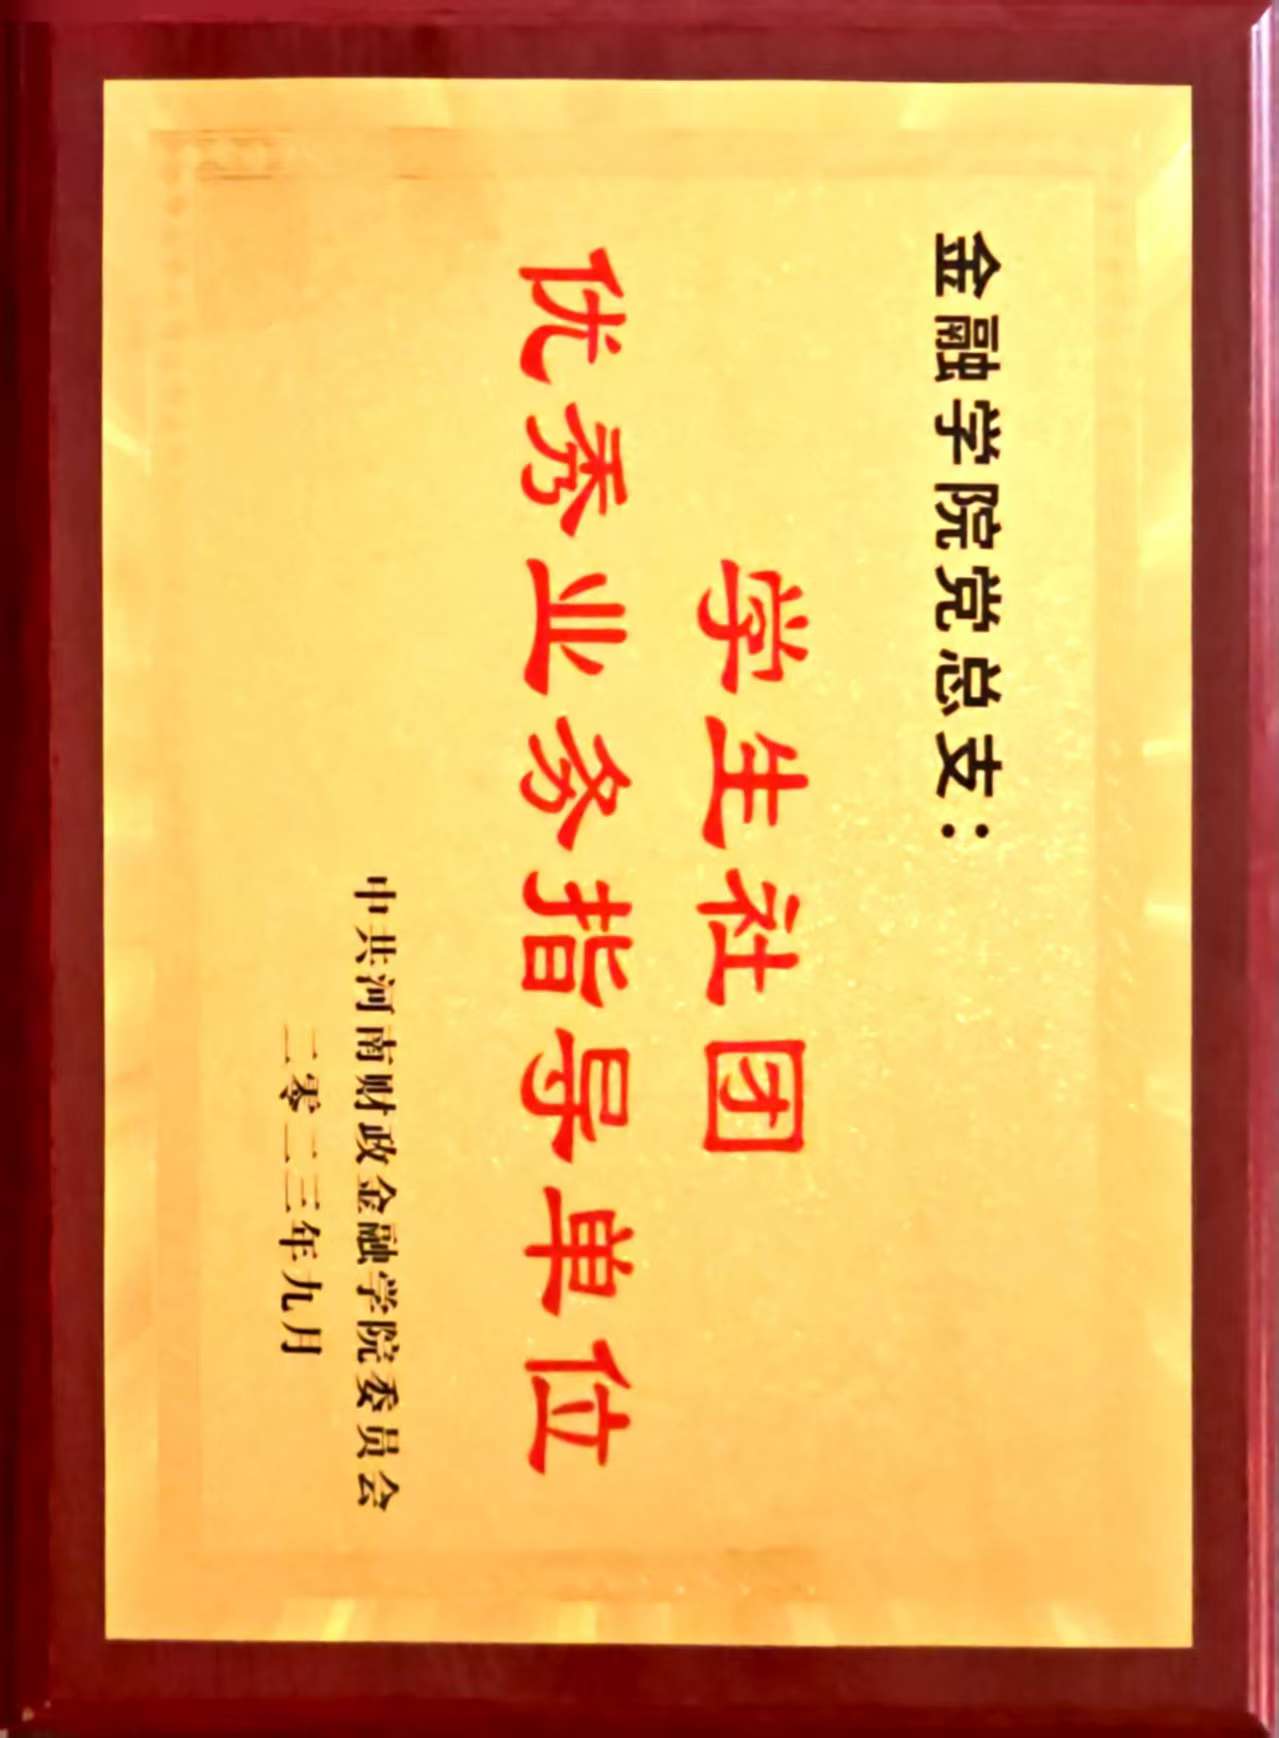 金融学院党总支：
学生社团
优秀业务指导单位
中共河南财政金融学院委员会
二零二三年九月